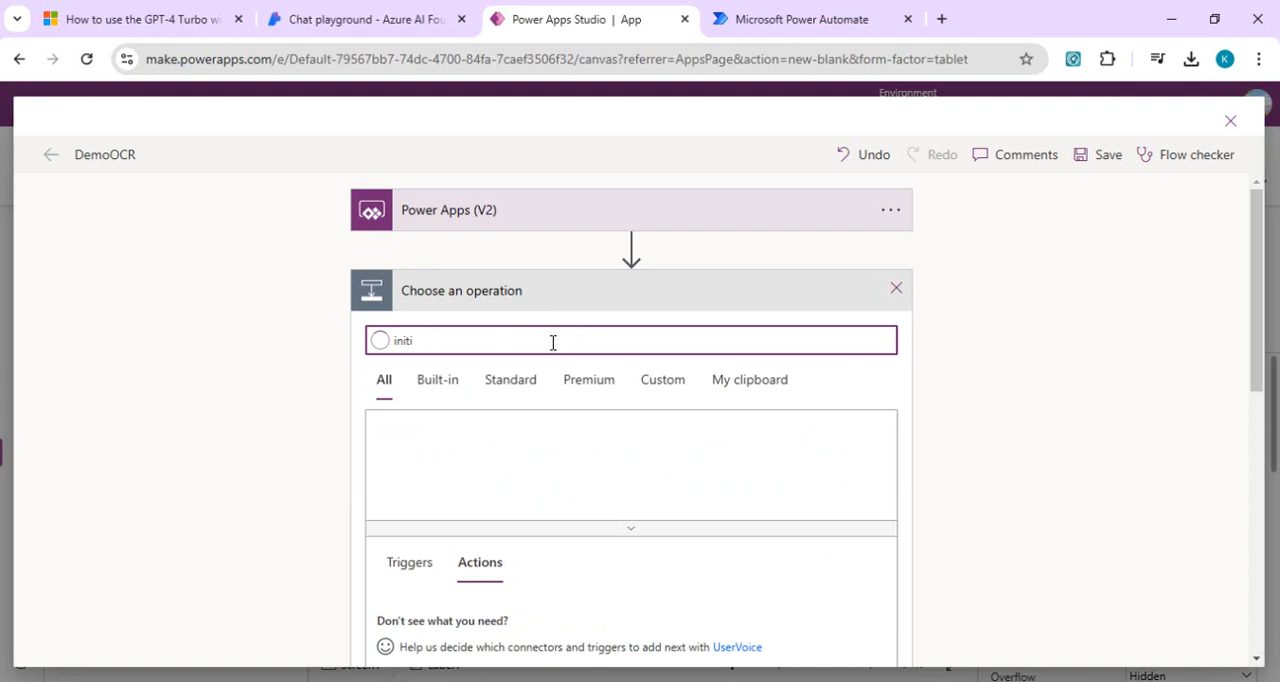 How to use the GPT-4 Turbo w
Chat playground - Azure AI Fou
Power Apps Studio | App
Microsoft Power Automate
make.powerapps.com/e/Default-79567bb7-74dc-4700-84fa-7caef3506f32/canvas?referrer=AppsPage&action=new-blank&form-factor=tablet
K
Environment
DemoOCR
Undo
Redo
Comments
Save
Flow checker
Power Apps (V2)
Choose an operation
initi
All
Built-in
Standard
Premium
Custom
My clipboard
Triggers
Actions
Don't see what you need?
Help us decide which connectors and triggers to add next with UserVoice
Overflow
Hidden